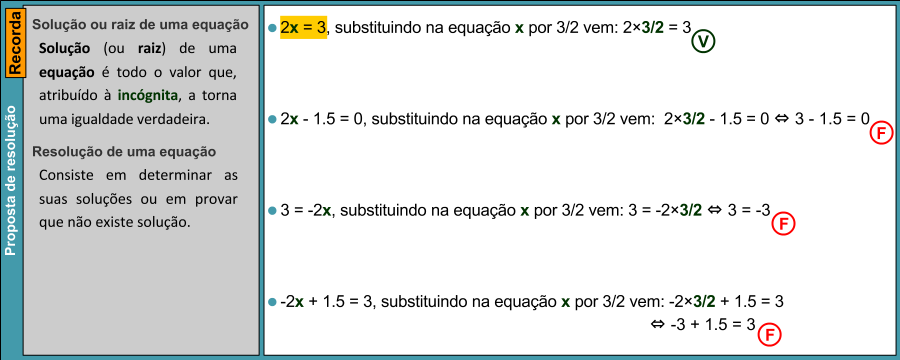 Recorda
Solução ou raiz de uma equação
Solução (ou raiz) de uma
equação é todo o valor que,
atribuído à incógnita, a torna
uma igualdade verdadeira.
Resolução de uma equação
Consiste em determinar as
suas soluções ou em provar
que não existe solução.
Proposta de resolução
2x = 3, substituindo na equação x por 3/2 vem: 2×3/2 = 3 V
2x - 1.5 = 0, substituindo na equação x por 3/2 vem: 2×3/2 - 1.5 = 0 ⇔ 3 - 1.5 = 0 F
3 = -2x, substituindo na equação x por 3/2 vem: 3 = -2×3/2 ⇔ 3 = -3 F
-2x + 1.5 = 3, substituindo na equação x por 3/2 vem: -2×3/2 + 1.5 = 3
⇔ -3 + 1.5 = 3 F